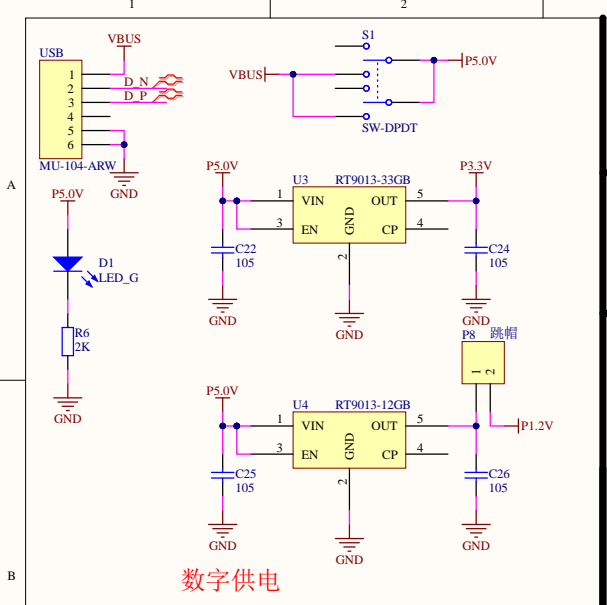 1
2
A
B
USB
VBUS
1
2
3
4
5
6
D_N
D_P
MU-104-ARW
GND
S1
VBUS
P5.0V
SW-DPDT
P5.0V
D1
LED_G
R6
2K
GND
P5.0V
U3
RT9013-33GB
1
VIN
OUT
5
3
EN
CP
4
GND
2
C22
105
GND
GND
P3.3V
C24
105
GND
P8
跳帽
1
2
P1.2V
P5.0V
U4
RT9013-12GB
1
VIN
OUT
5
3
EN
CP
4
GND
2
C25
105
GND
GND
C26
105
GND
数字供电